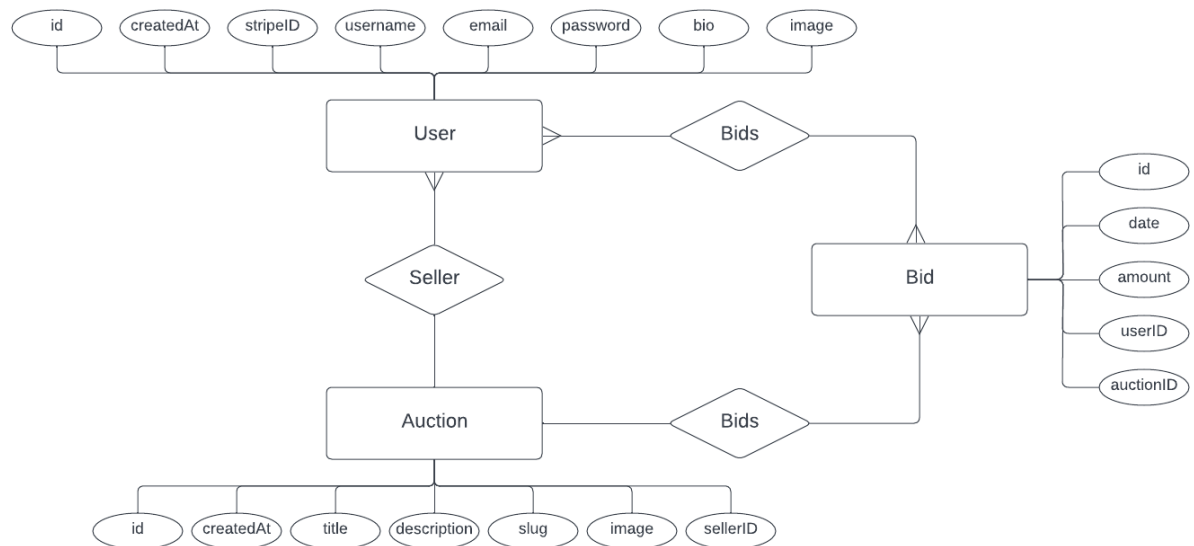 id
createdAt
stripeID
username
email
password
bio
image
User
Bids
id
date
amount
userID
auctionID
Seller
Bid
Auction
Bids
id
createdAt
title
description
slug
image
sellerID